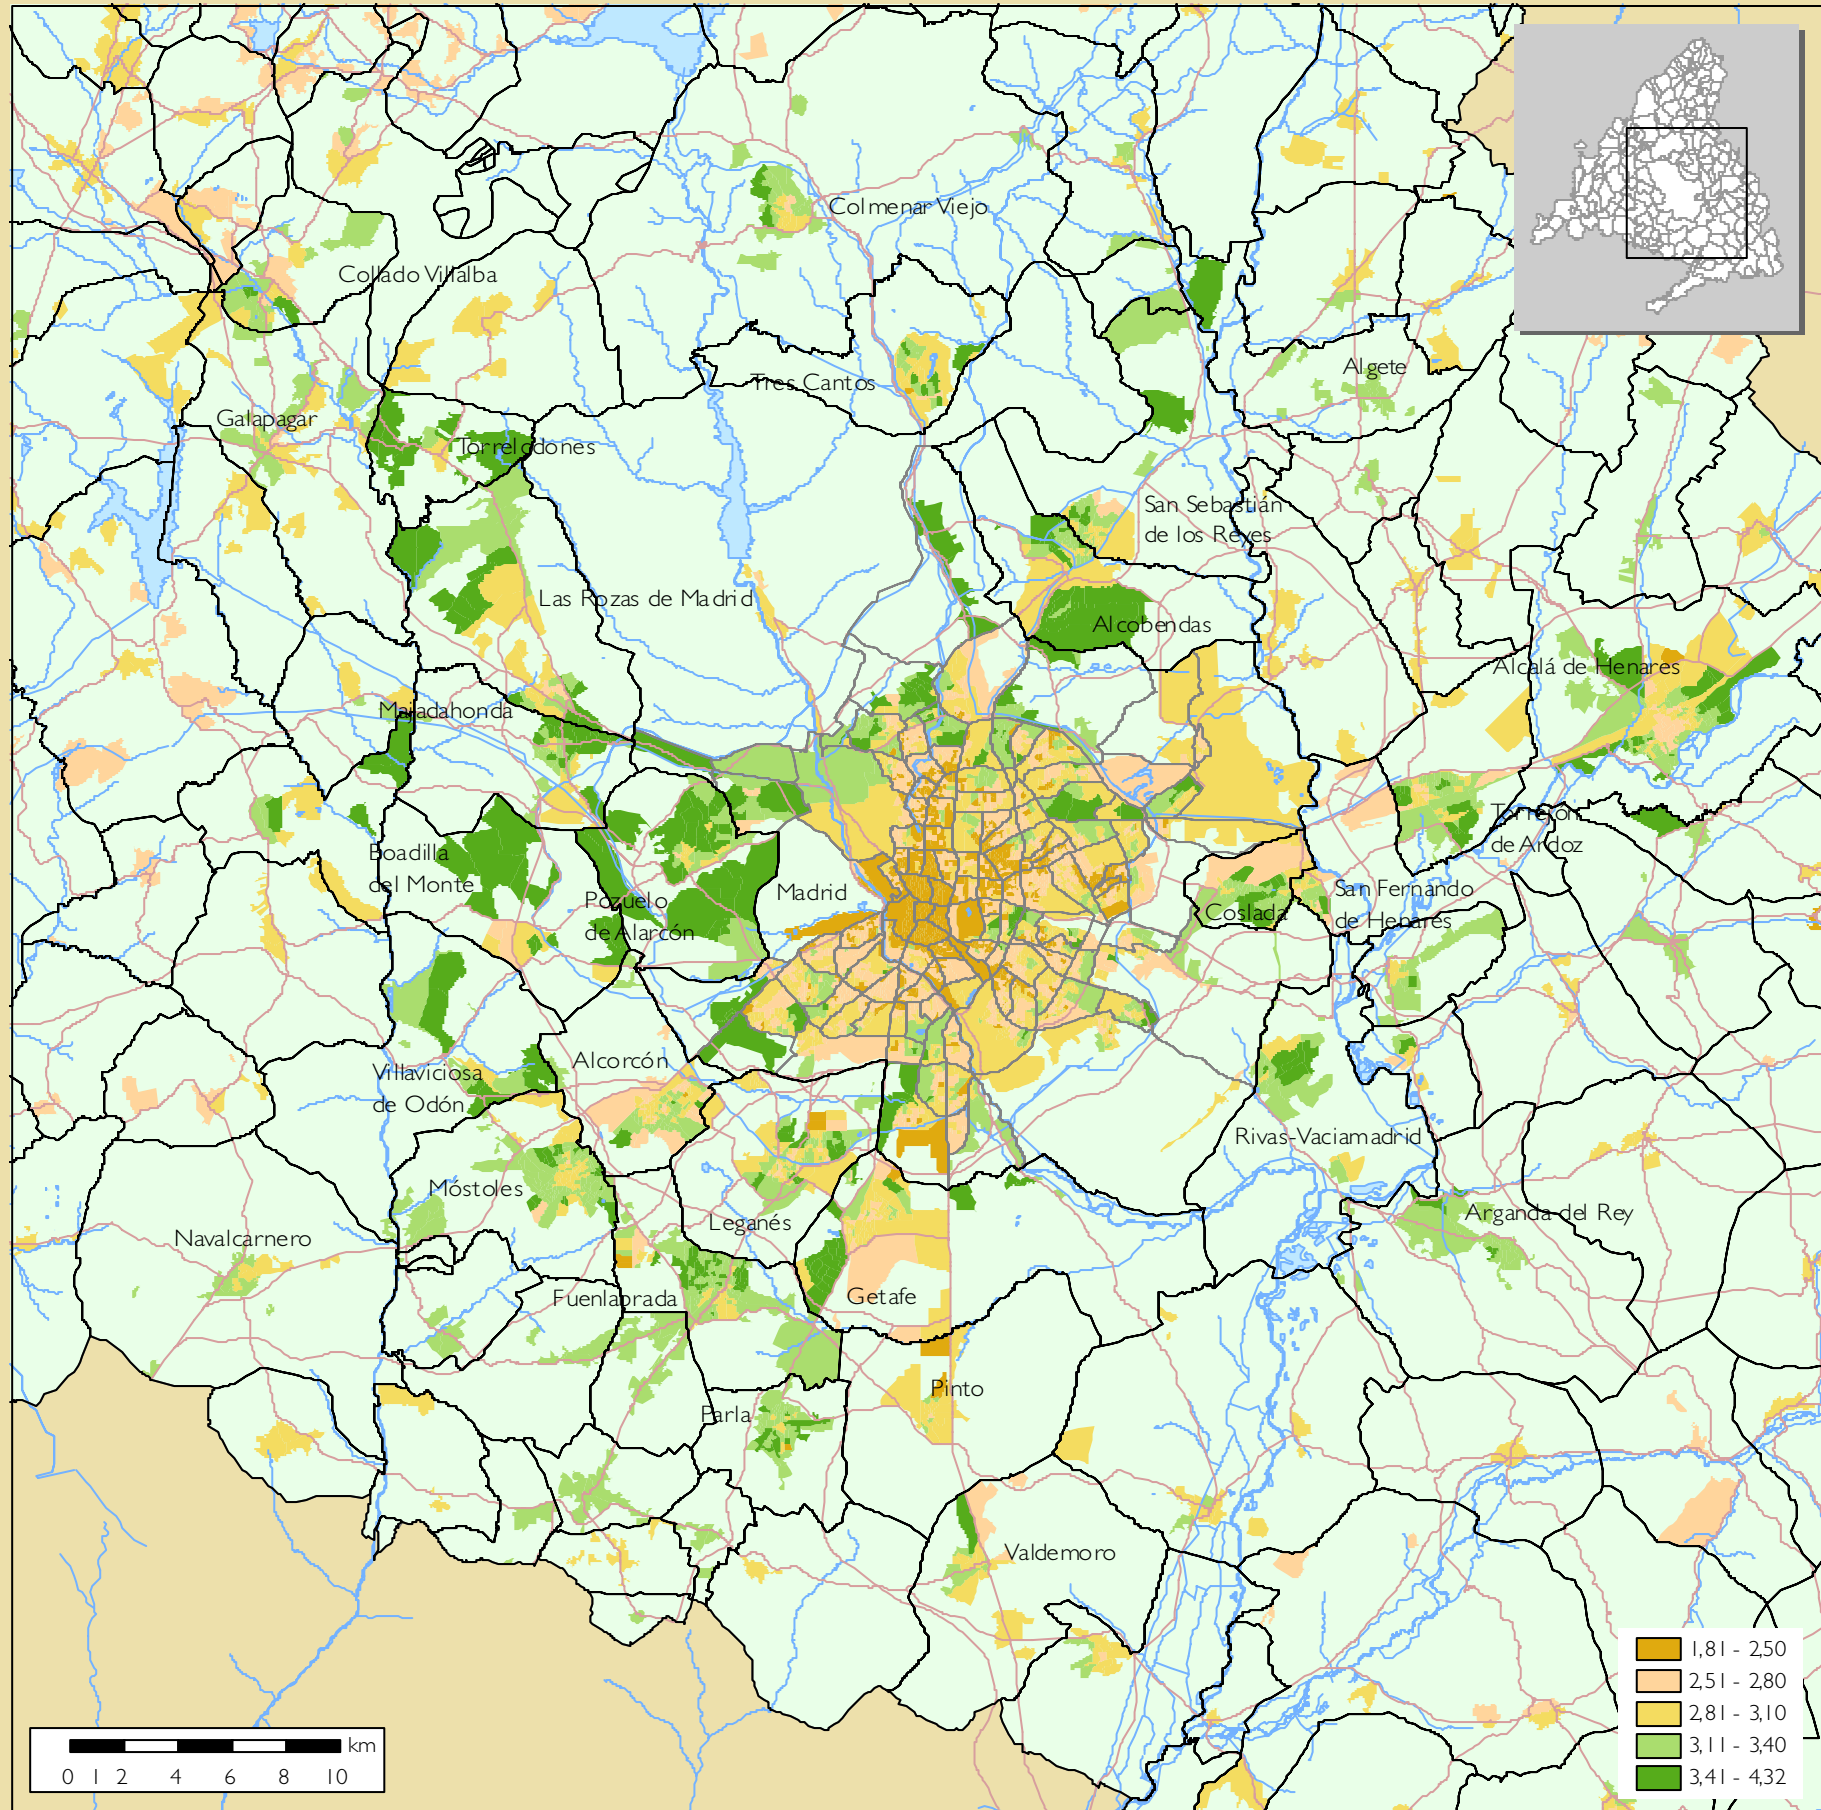 Colmenar Viejo
Collado Villalba
Algete
Tres Cantos
Galapagar
Torrelodones
San Sebastián
de los Reyes
Las Rozas de Madrid
Alcobendas
Alcalá de Henares
Majadahonda
Torrejón
de Ardoz
Boadilla
del Monte
Pozuelo
de Alarcón
Madrid
San Fernando
de Henares
Coslada
Villaviciosa
de Odón
Alcorcón
Rivas-Vaciamadrid
Móstoles
Leganés
Arganda del Rey
Navalcarnero
Fuenlabrada
Getafe
Pinto
Parla
Valdemoro
1,81 - 2,50
2,51 - 2,80
2,81 - 3,10
3,11 - 3,40
3,41 - 4,32
km
0 1 2 4 6 8 10